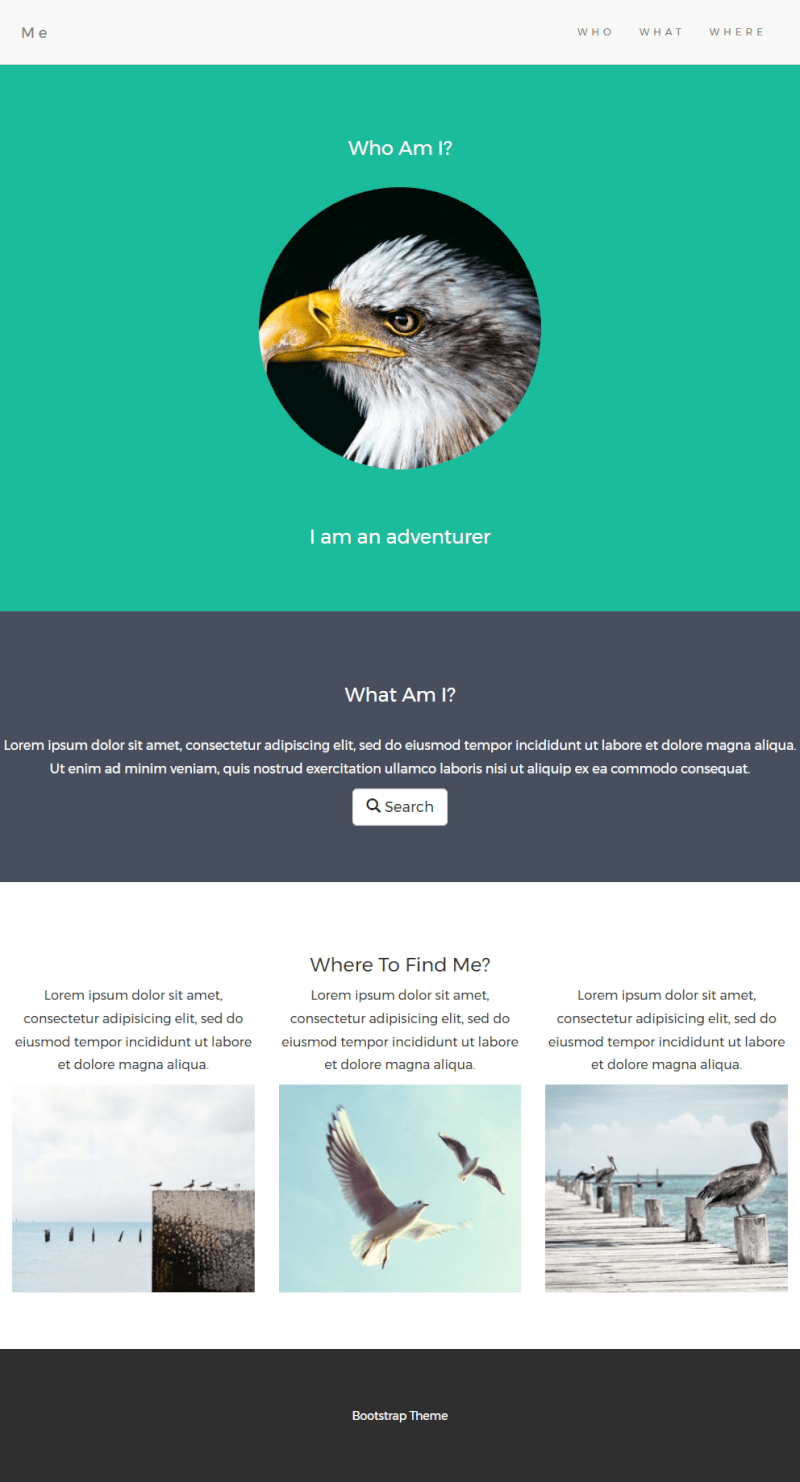 Me
WHO WHAT WHERE
Who Am I?
I am an adventurer
What Am I?
Lorem ipsum dolor sit amet, consectetur adipiscing elit, sed do eiusmod tempor incididunt ut labore et dolore magna aliqua.
Ut enim ad minim veniam, quis nostrud exercitation ullamco laboris nisi ut aliquip ex ea commodo consequat.
Search
Where To Find Me?
Lorem ipsum dolor sit amet,
consectetur adipisicing elit, sed do
eiusmod tempor incididunt ut labore
et dolore magna aliqua.
Lorem ipsum dolor sit amet,
consectetur adipisicing elit, sed do
eiusmod tempor incididunt ut labore
et dolore magna aliqua.
Lorem ipsum dolor sit amet,
consectetur adipisicing elit, sed do
eiusmod tempor incididunt ut labore
et dolore magna aliqua.
Bootstrap Theme